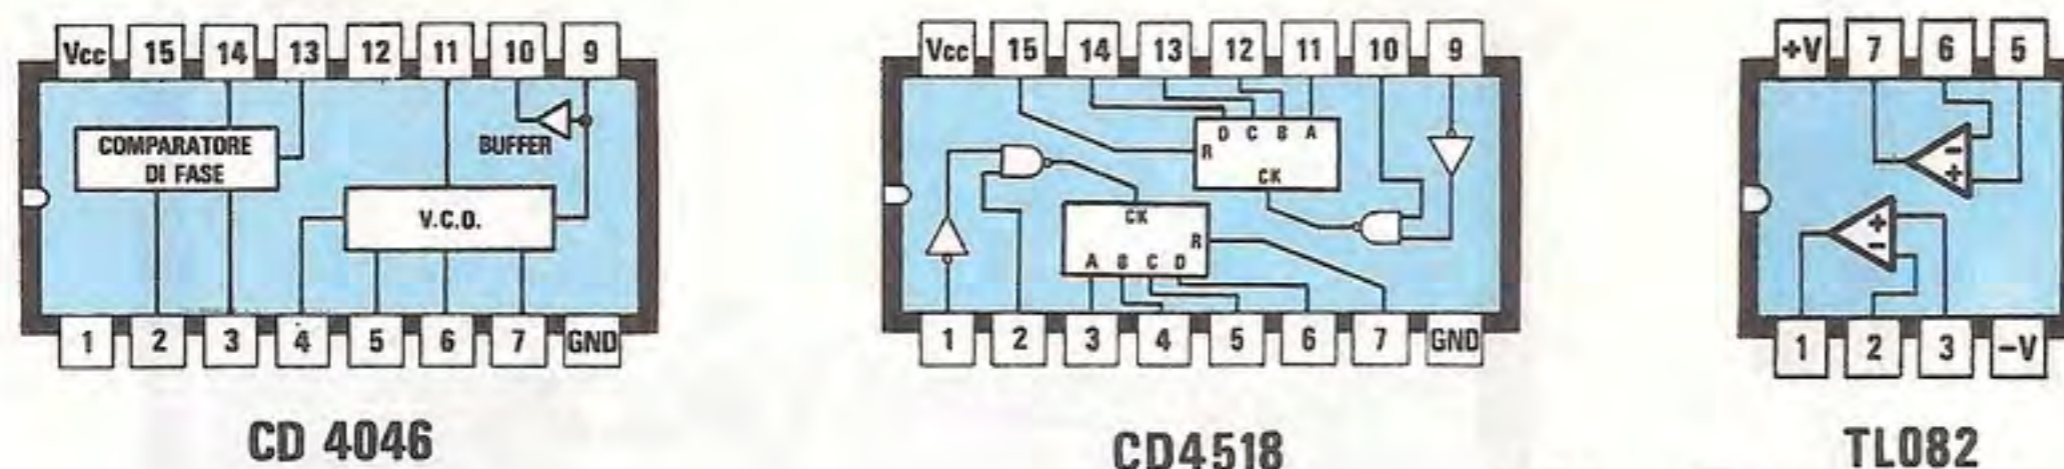 Vcc 15 14 13 12 11 10 9
COMPARATORE
DI FASE
BUFFER
V.C.O.
1 2 3 4 5 6 7 GND
CD 4046
Vcc 15 14 13 12 11 10 9
D C B A
R
CK
CK
R
A B C D
1 2 3 4 5 6 7 GND
CD4518
+V 7 6 5
−
+
+
−
1 2 3 −V
TL082